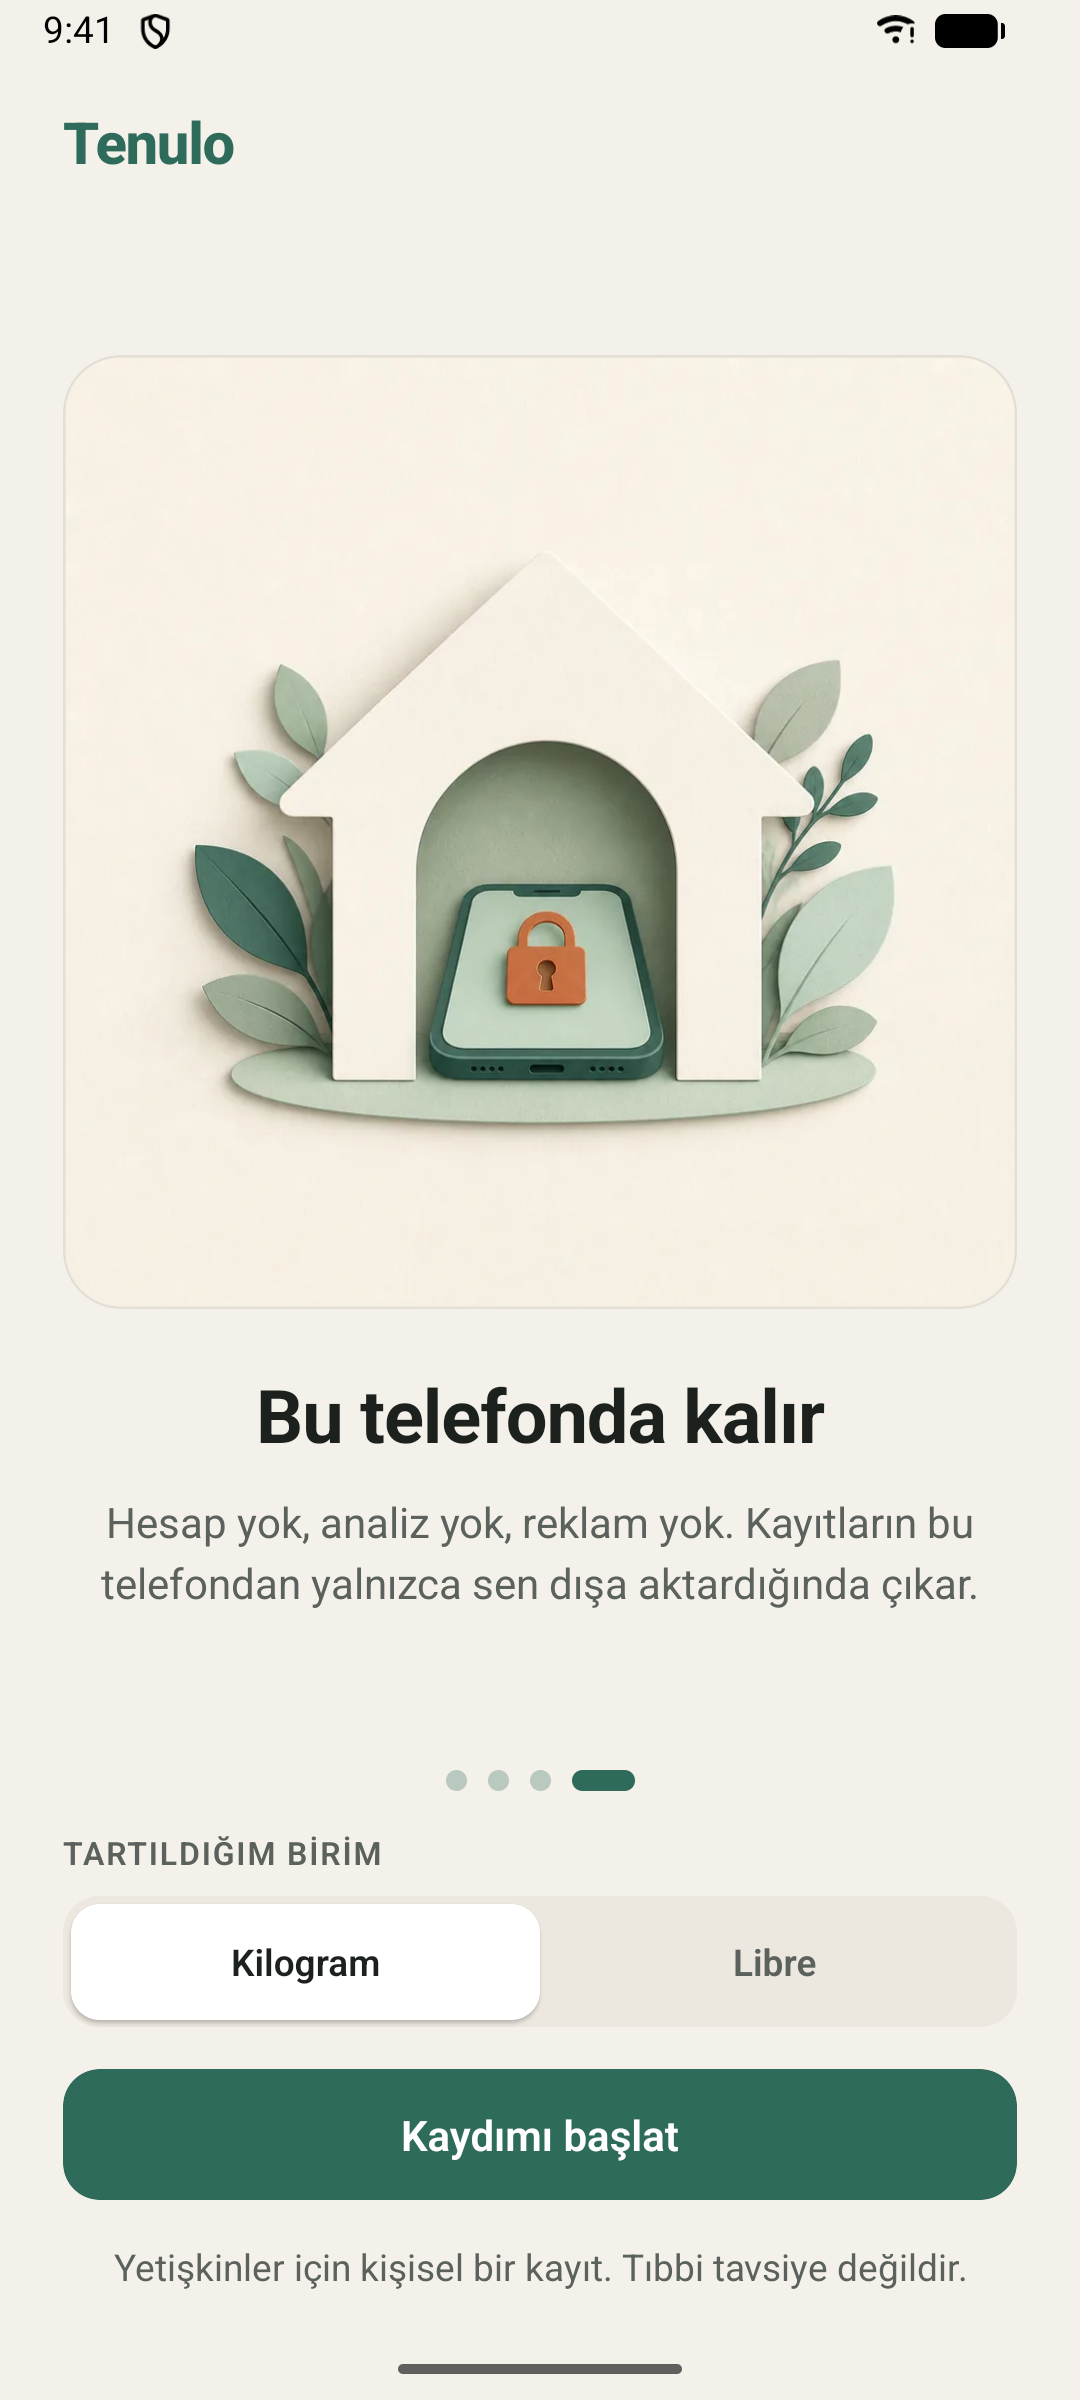 9:41
Tenulo
Bu telefonda kalır
Hesap yok, analiz yok, reklam yok. Kayıtların bu
telefondan yalnızca sen dışa aktardığında çıkar.
TARTILDIĞIM BİRİM
Kilogram
Libre
Kaydımı başlat
Yetişkinler için kişisel bir kayıt. Tıbbi tavsiye değildir.